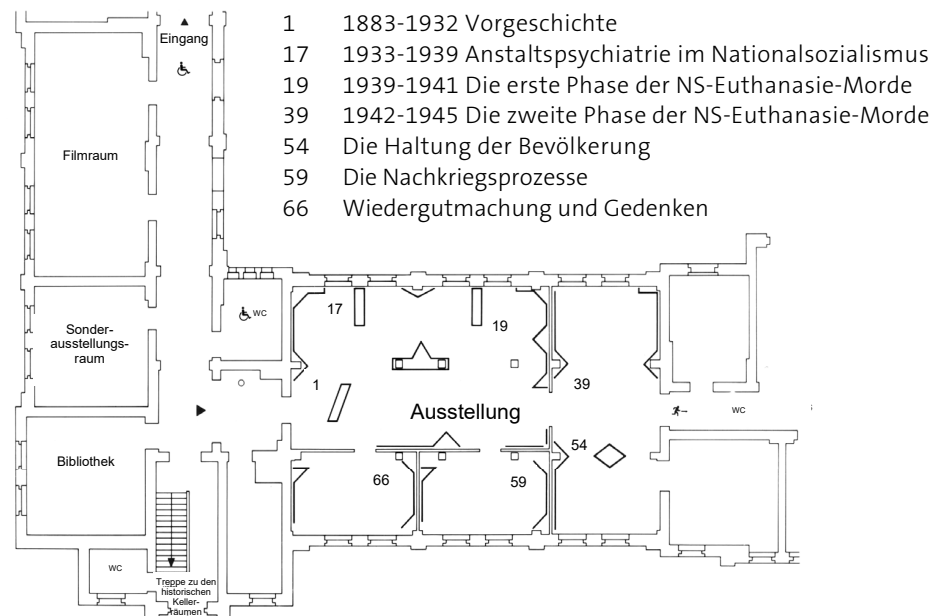 1 1883-1932 Vorgeschichte
17 1933-1939 Anstaltspsychiatrie im Nationalsozialismus
19 1939-1941 Die erste Phase der NS-Euthanasie-Morde
39 1942-1945 Die zweite Phase der NS-Euthanasie-Morde
54 Die Haltung der Bevölkerung
59 Die Nachkriegsprozesse
66 Wiedergutmachung und Gedenken
Eingang
Filmraum
Sonder-
ausstellungs-
raum
Bibliothek
WC
Treppe zu den
historischen
Keller-
räumen
WC
17
19
1
39
Ausstellung
54
66
59
WC